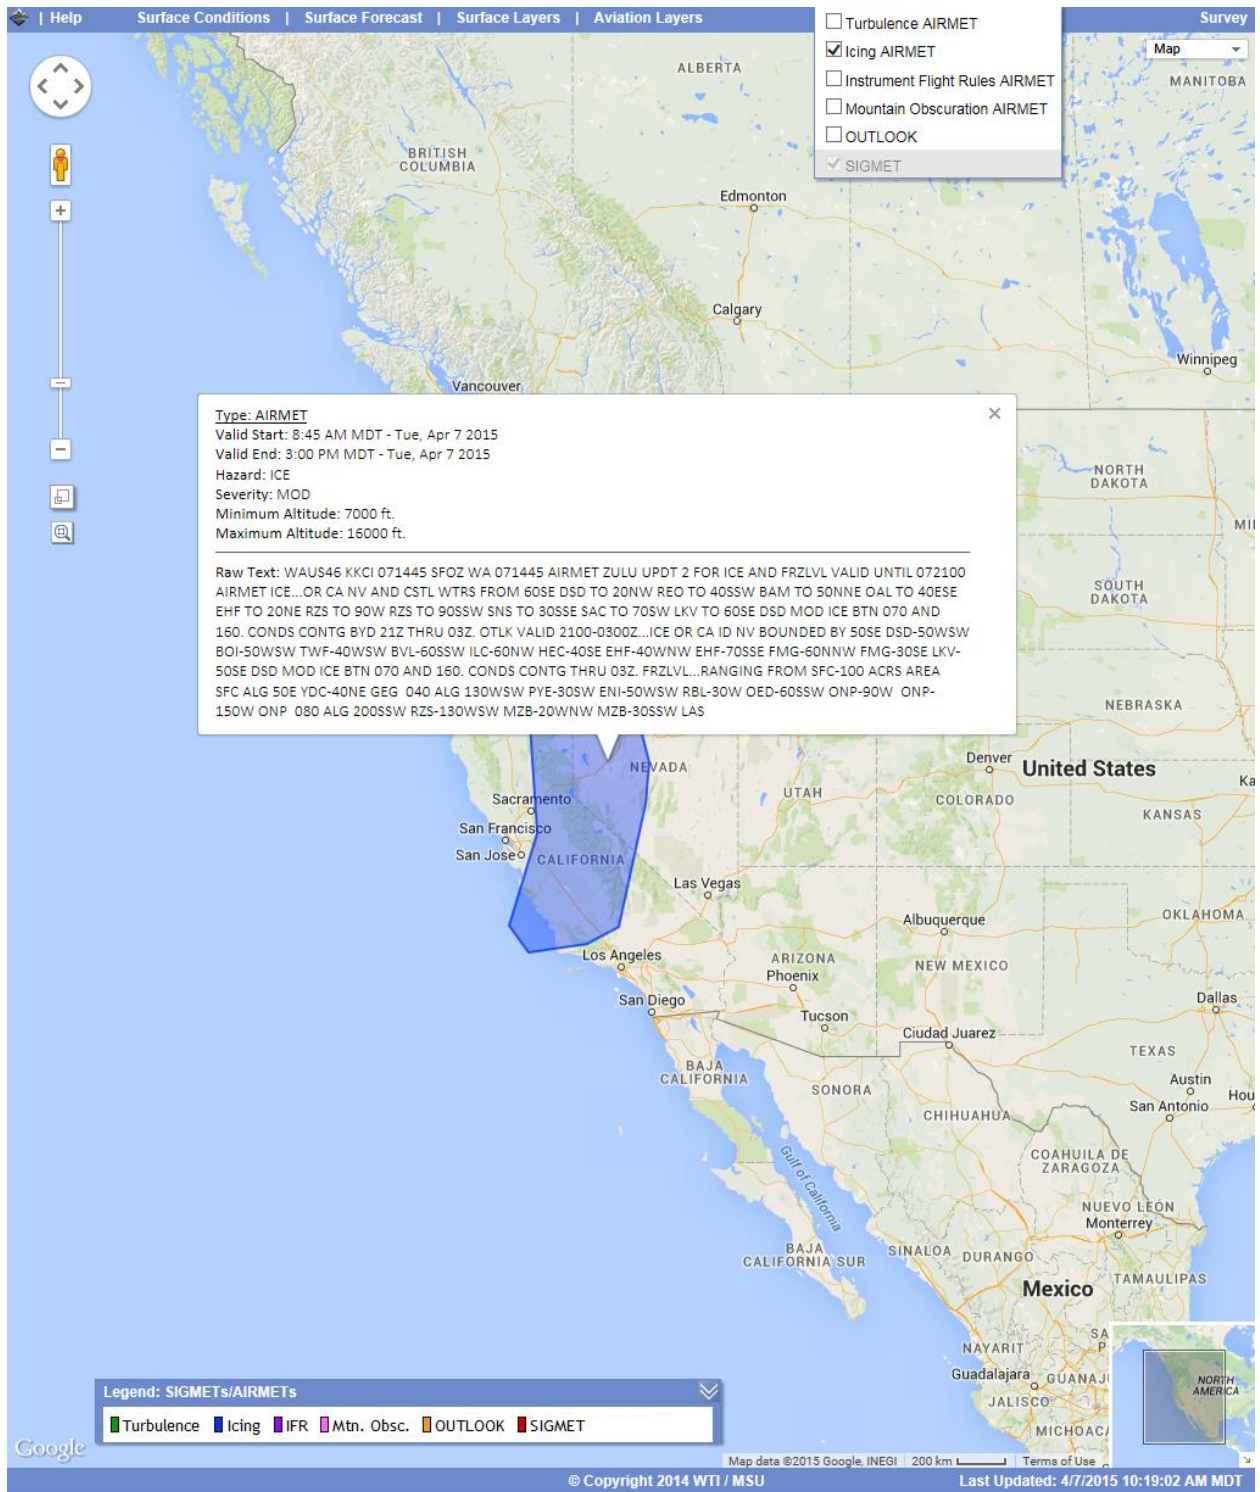 | Help Surface Conditions | Surface Forecast | Surface Layers | Aviation Layers Survey
Turbulence AIRMET
Icing AIRMET
Instrument Flight Rules AIRMET
Mountain Obscuration AIRMET
OUTLOOK
SIGMET
Map
ALBERTA
MANITOBA
BRITISH
COLUMBIA
Edmonton
Calgary
Winnipeg
Vancouver
Type: AIRMET
Valid Start: 8:45 AM MDT - Tue, Apr 7 2015
Valid End: 3:00 PM MDT - Tue, Apr 7 2015
Hazard: ICE
Severity: MOD
Minimum Altitude: 7000 ft.
Maximum Altitude: 16000 ft.
Raw Text: WAUS46 KKCI 071445 SFOZ WA 071445 AIRMET ZULU UPDT 2 FOR ICE AND FRZLVL VALID UNTIL 072100
AIRMET ICE...OR CA NV AND CSTL WTRS FROM 60SE DSD TO 20NW REO TO 40SSW BAM TO 50NNE OAL TO 40ESE
EHF TO 20NE RZS TO 90W RZS TO 90SSW SNS TO 30SSE SAC TO 70SW LKV TO 60SE DSD MOD ICE BTN 070 AND
160. CONDS CONTG BYD 21Z THRU 03Z. OTLK VALID 2100-0300Z...ICE OR CA ID NV BOUNDED BY 50SE DSD-50WSW
BOI-50WSW TWF-40WSW BVL-60SSW ILC-60NW HEC-40SE EHF-40WNW EHF-70SSE FMG-60NNW FMG-30SE LKV-
50SE DSD MOD ICE BTN 070 AND 160. CONDS CONTG THRU 03Z. FRZLVL...RANGING FROM SFC-100 ACRS AREA
SFC ALG 50E YDC-40NE GEG 040 ALG 130WSW PYE-30SW ENI-50WSW RBL-30W OED-60SSW ONP-90W ONP-
150W ONP 080 ALG 200SSW RZS-130WSW MZB-20WNW MZB-30SSW LAS
NORTH
DAKOTA
MI
SOUTH
DAKOTA
NEBRASKA
NEVADA
Denver
United States
UTAH
COLORADO
Ka
KANSAS
Sacramento
San Francisco
San Jose
CALIFORNIA
Las Vegas
Albuquerque
OKLAHOMA
Los Angeles
ARIZONA
NEW MEXICO
Phoenix
San Diego
Tucson
Dallas
Ciudad Juarez
TEXAS
BAJA
CALIFORNIA
SONORA
Austin
Hou
San Antonio
CHIHUAHUA
COAHUILA DE
ZARAGOZA
Gulf of California
NUEVO LEÓN
Monterrey
BAJA
CALIFORNIA SUR
SINALOA
DURANGO
TAMAULIPAS
Mexico
SA
P
NAYARIT
Guadalajara
GUANAJ
JALISCO
MICHOAC
NORTH
AMERICA
Legend: SIGMETs/AIRMETs
Turbulence Icing IFR Mtn. Obsc. OUTLOOK SIGMET
Google
Map data ©2015 Google, INEGI 200 km Terms of Use
© Copyright 2014 WTI / MSU Last Updated: 4/7/2015 10:19:02 AM MDT